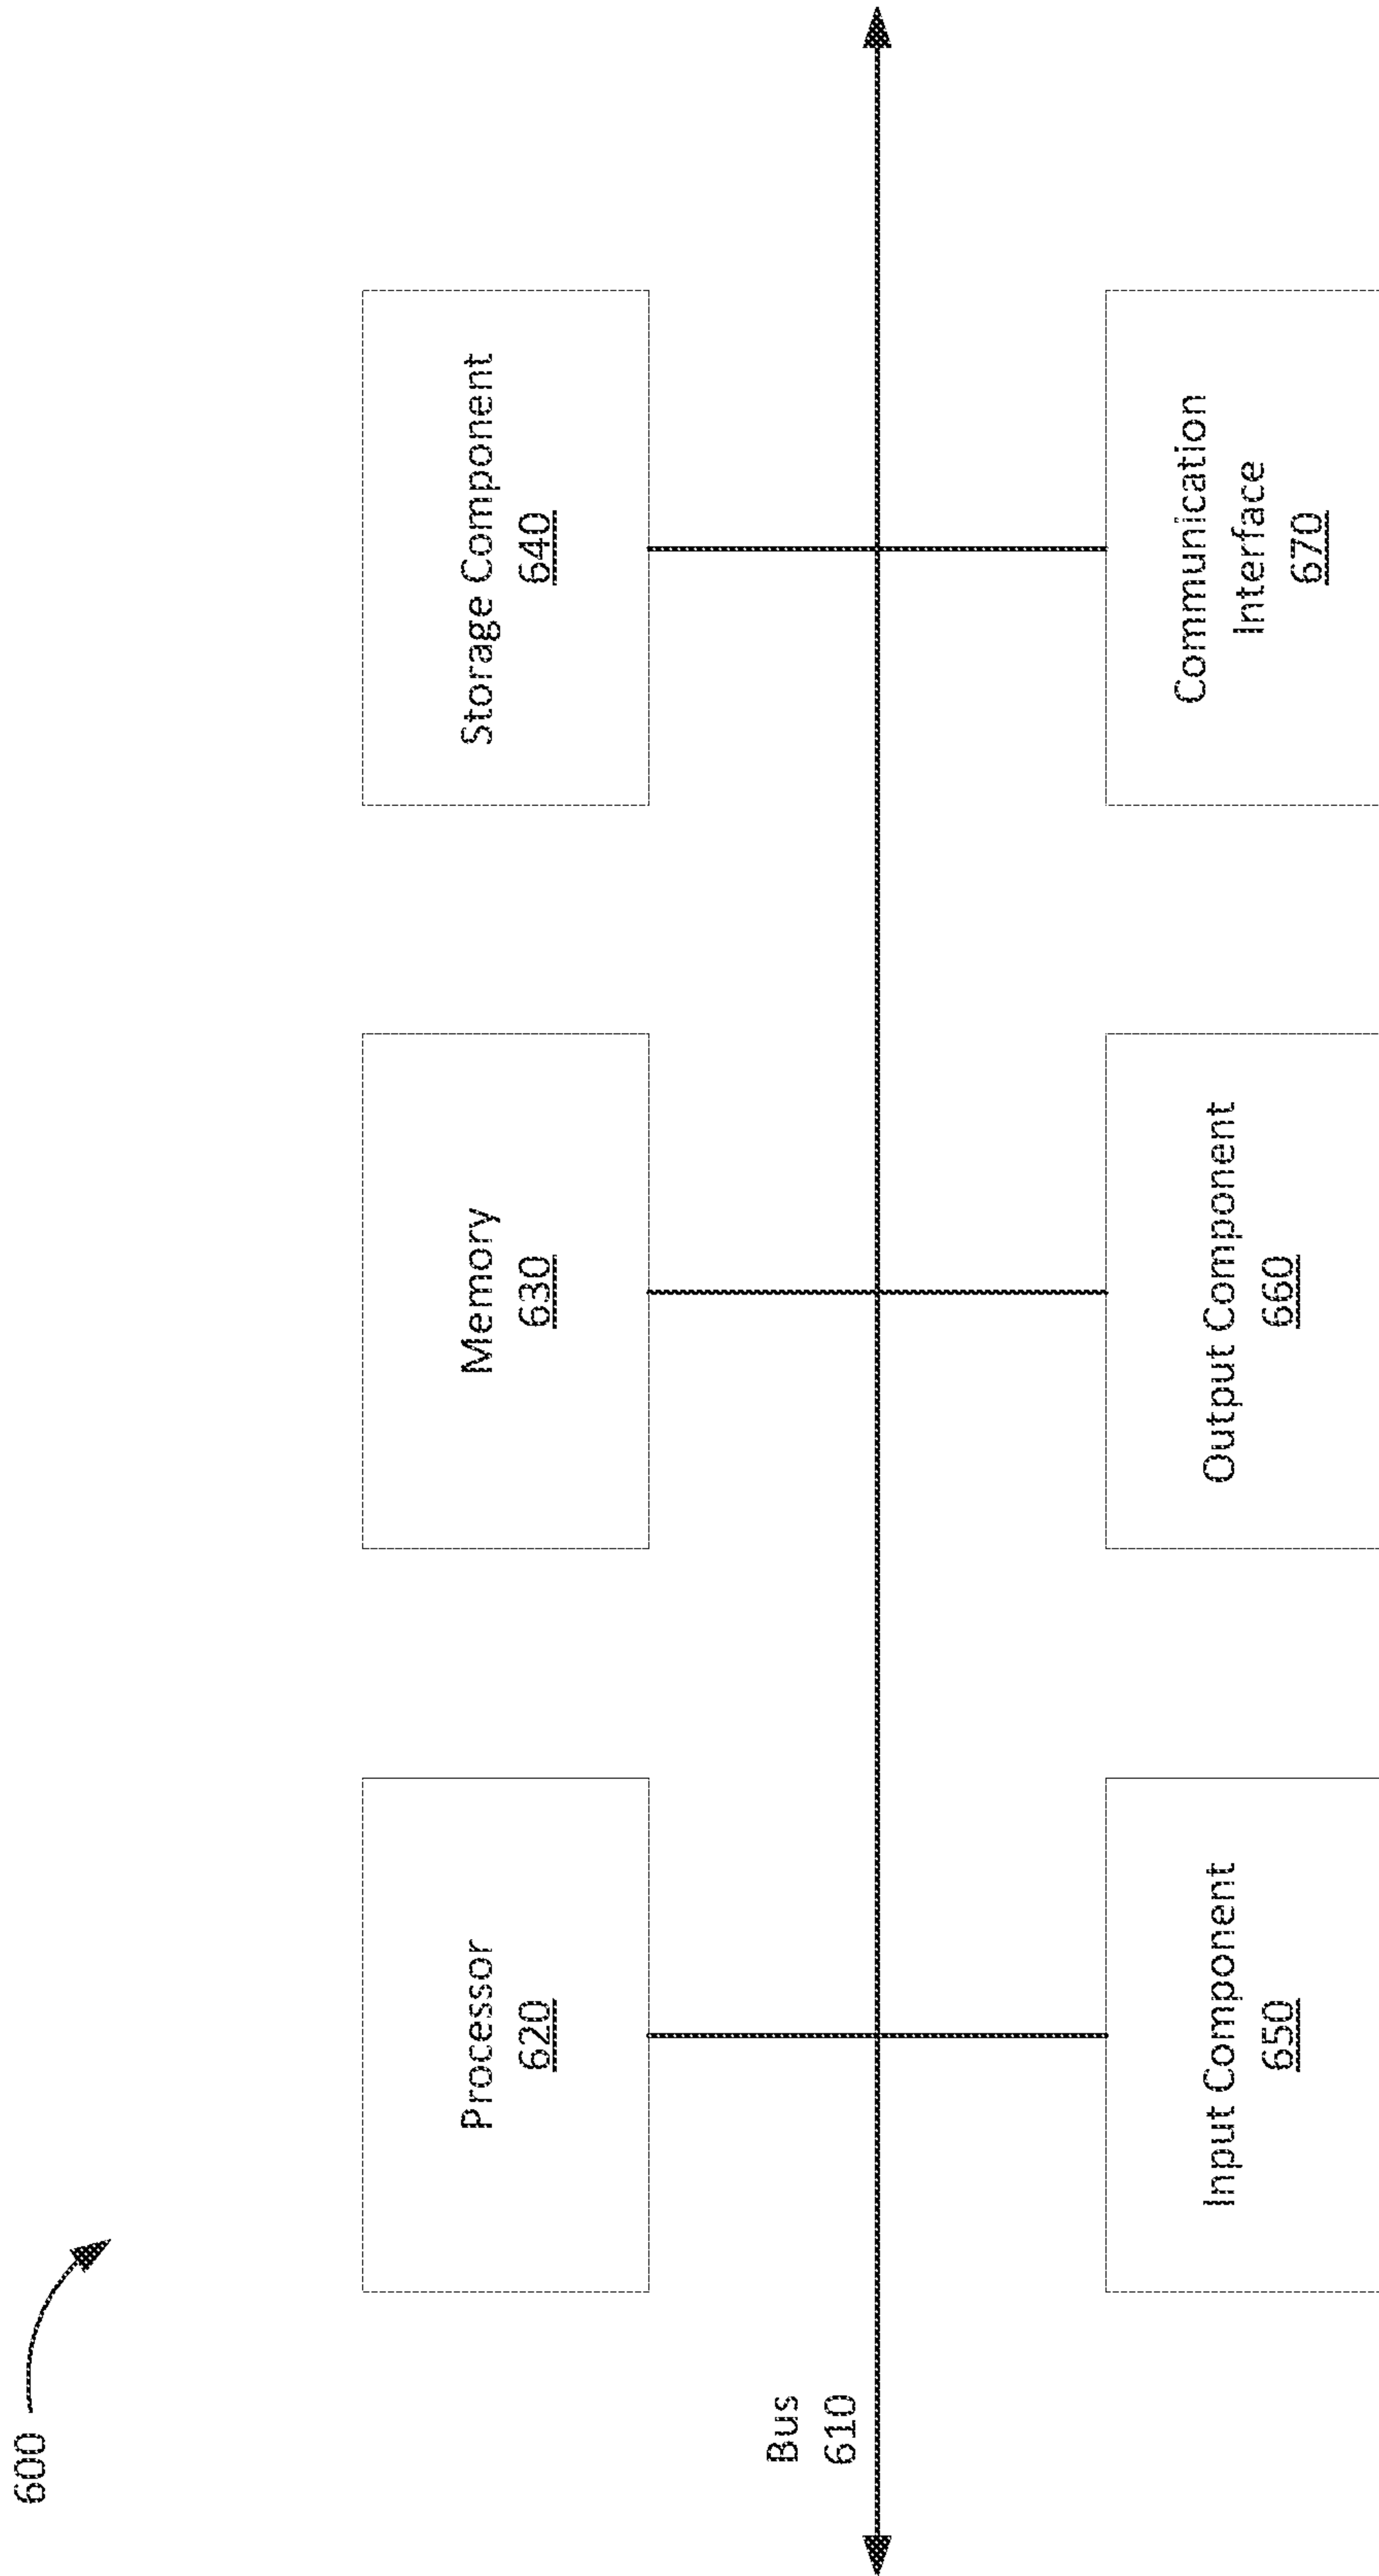 600
Processor
620
Memory
630
Storage Component
640
Bus
610
Input Component
650
Output Component
660
Communication
Interface
670